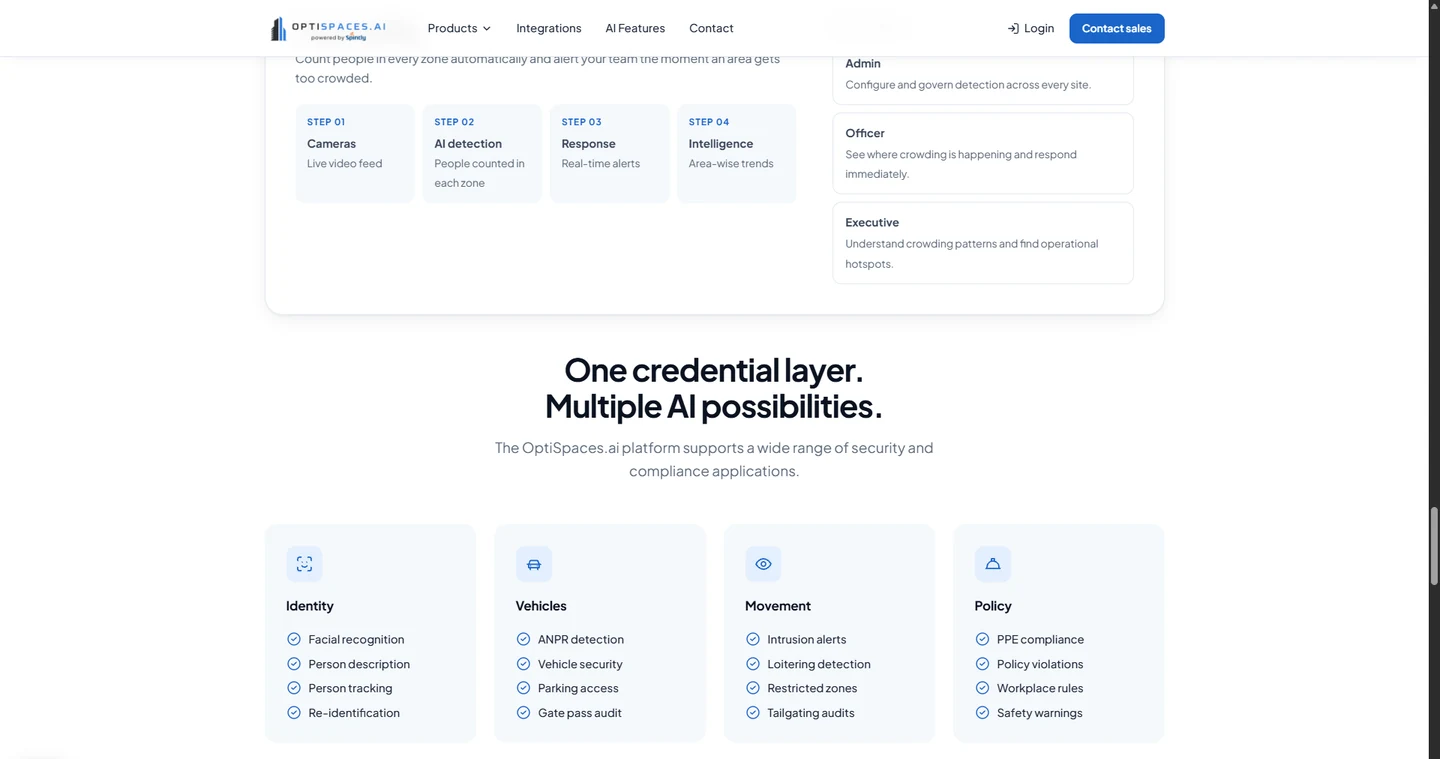 OPTISPACES.AI
powered by Spintly
Products
Integrations
AI Features
Contact
Login
Contact sales
Count people in every zone automatically and alert your team the moment an area gets
too crowded.
STEP 01
Cameras
Live video feed
STEP 02
AI detection
People counted in
each zone
STEP 03
Response
Real-time alerts
STEP 04
Intelligence
Area-wise trends
Admin
Configure and govern detection across every site.
Officer
See where crowding is happening and respond
immediately.
Executive
Understand crowding patterns and find operational
hotspots.
One credential layer.
Multiple AI possibilities.
The OptiSpaces.ai platform supports a wide range of security and
compliance applications.
Identity
Facial recognition
Person description
Person tracking
Re-identification
Vehicles
ANPR detection
Vehicle security
Parking access
Gate pass audit
Movement
Intrusion alerts
Loitering detection
Restricted zones
Tailgating audits
Policy
PPE compliance
Policy violations
Workplace rules
Safety warnings